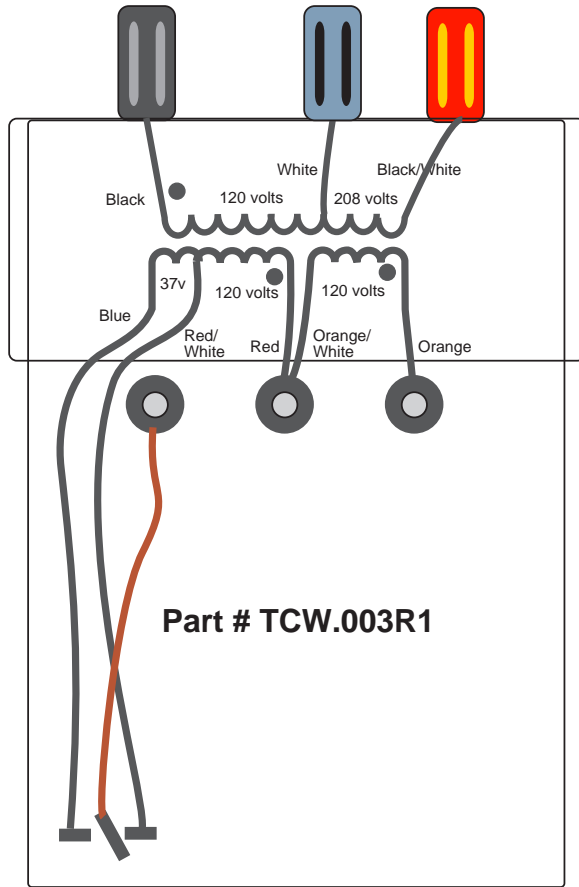 White
Black/White
Black
120 volts
208 volts
37v
120 volts
120 volts
Blue
Red/
White
Red
Orange/
White
Orange
Part # TCW.003R1